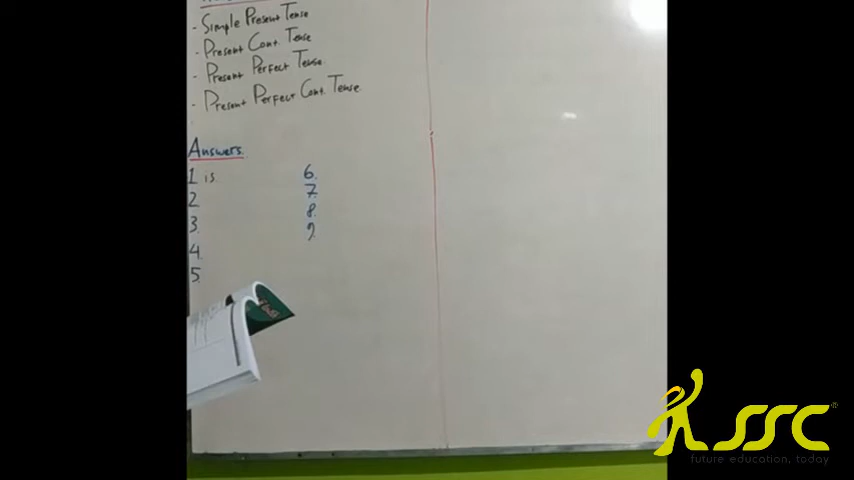 - Simple Present Tense
- Present Cont. Tense
- Present Perfect Tense.
- Present Perfect Cont. Tense.
Answers.
1 is.
2.
3.
4.
5.
6.
7.
8.
9.
SSC®
future education, today